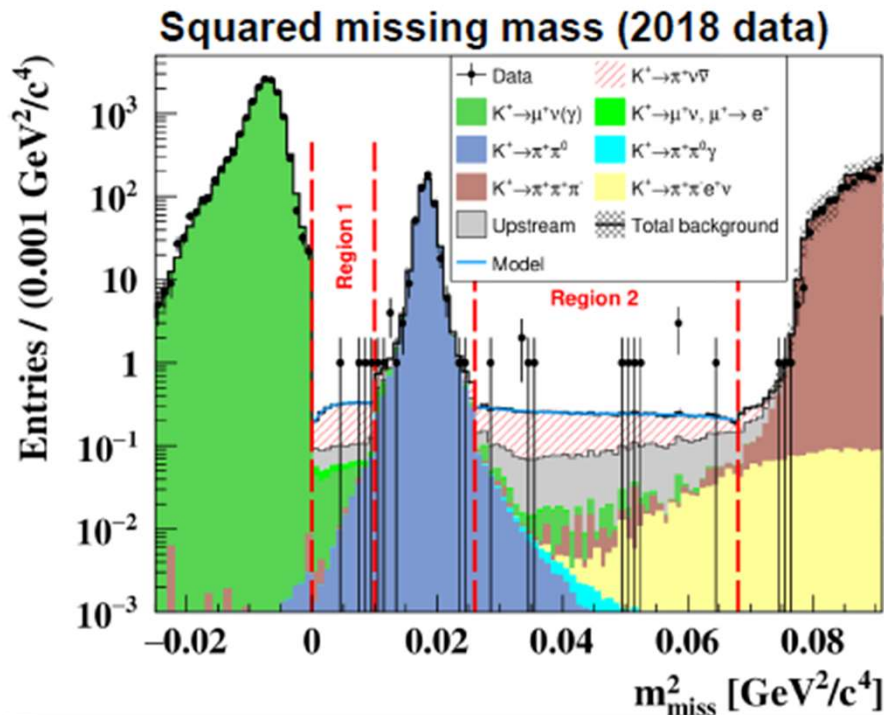 Squared missing mass (2018 data)
Entries / (0.001 GeV²/c⁴)
10³
10²
10
1
10⁻¹
10⁻²
10⁻³
Data
K⁺→π⁺νν̅
K⁺→μ⁺ν(γ)
K⁺→μ⁺ν, μ⁺→ e⁺
K⁺→π⁺π⁰
K⁺→π⁺π⁰γ
K⁺→π⁺π⁺π⁻
K⁺→π⁺π⁻e⁺ν
Upstream
Total background
Model
Region 1
Region 2
−0.02 0 0.02 0.04 0.06 0.08
m²miss [GeV²/c⁴]